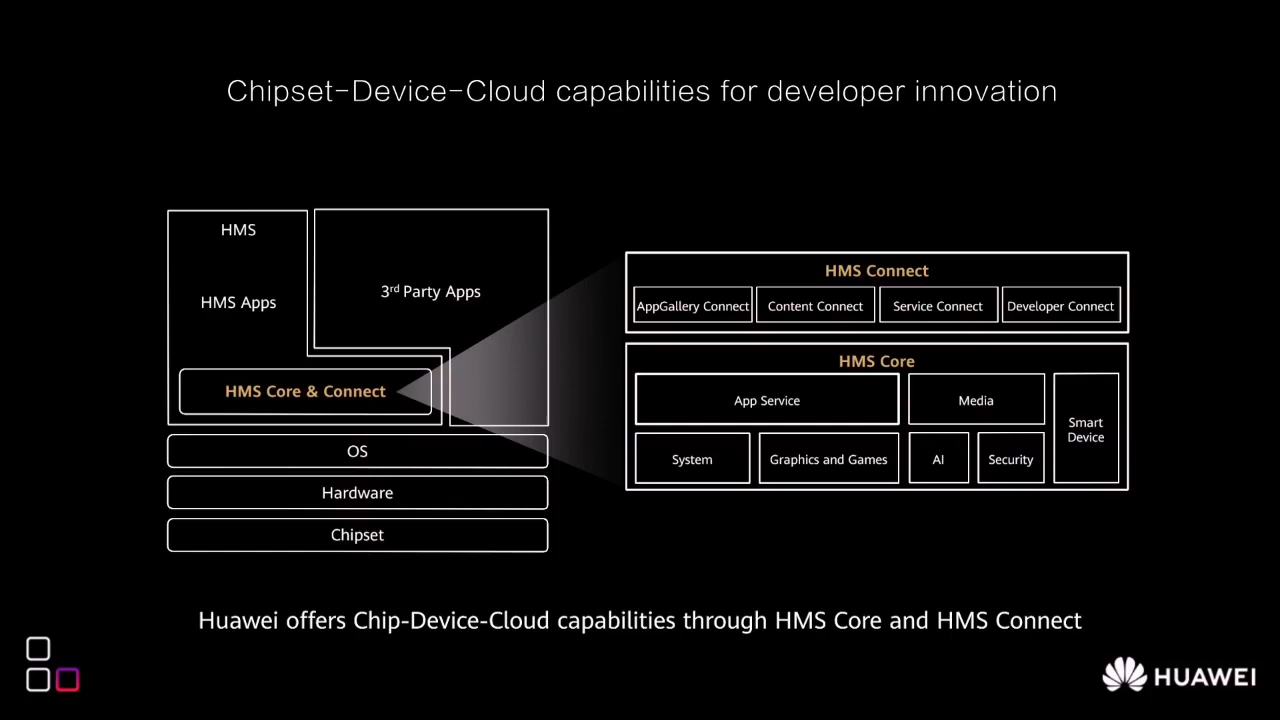 Chipset-Device-Cloud capabilities for developer innovation
HMS
HMS Apps
3rd Party Apps
HMS Core & Connect
OS
Hardware
Chipset
HMS Connect
AppGallery Connect
Content Connect
Service Connect
Developer Connect
HMS Core
App Service
Media
Smart
Device
System
Graphics and Games
AI
Security
Huawei offers Chip-Device-Cloud capabilities through HMS Core and HMS Connect
HUAWEI